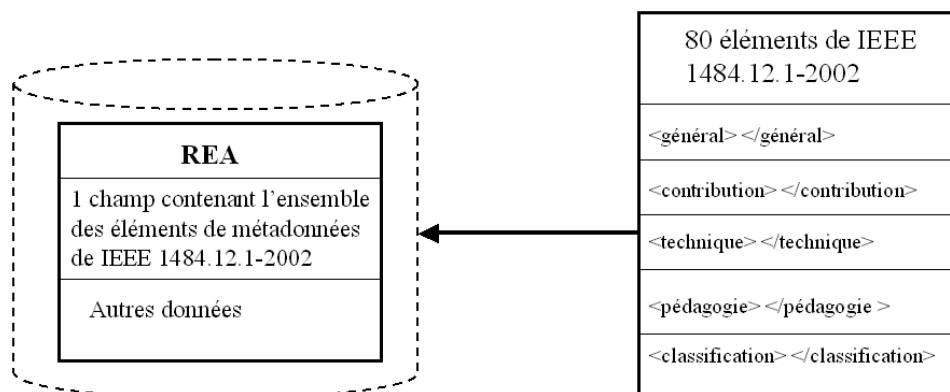 REA
1 champ contenant l'ensemble
des éléments de métadonnées
de IEEE 1484.12.1-2002
Autres données
80 éléments de IEEE
1484.12.1-2002
<général></général>
<contribution></contribution>
<technique></technique>
<pédagogie></pédagogie >
<classification></classification>